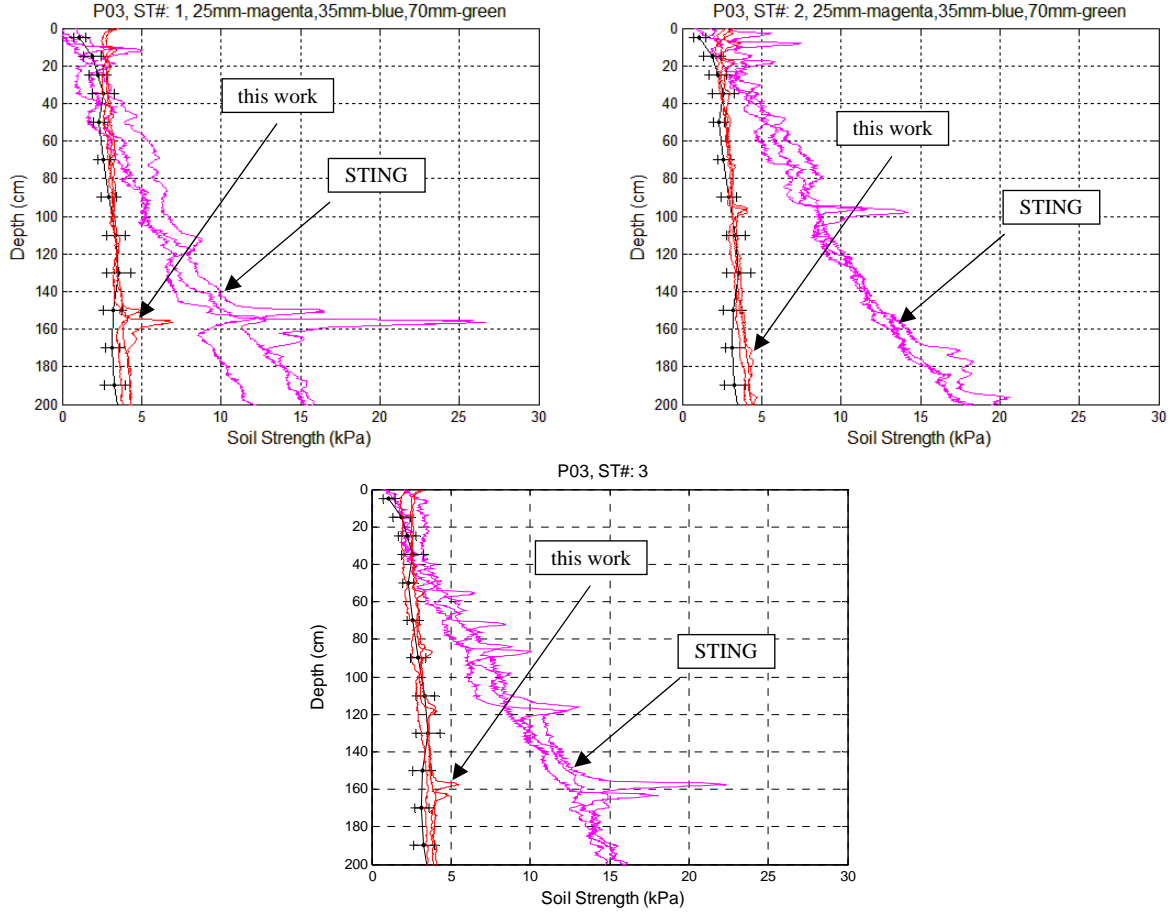 P03, ST#: 1, 25mm-magenta,35mm-blue,70mm-green
0
20
40
60
80
100
120
140
160
180
200
Depth (cm)
0 5 10 15 20 25 30
Soil Strength (kPa)
this work
STING
P03, ST#: 2, 25mm-magenta,35mm-blue,70mm-green
0
20
40
60
80
100
120
140
160
180
200
Depth (cm)
0 5 10 15 20 25 30
Soil Strength (kPa)
this work
STING
P03, ST#: 3
0
20
40
60
80
100
120
140
160
180
200
Depth (cm)
0 5 10 15 20 25 30
Soil Strength (kPa)
this work
STING